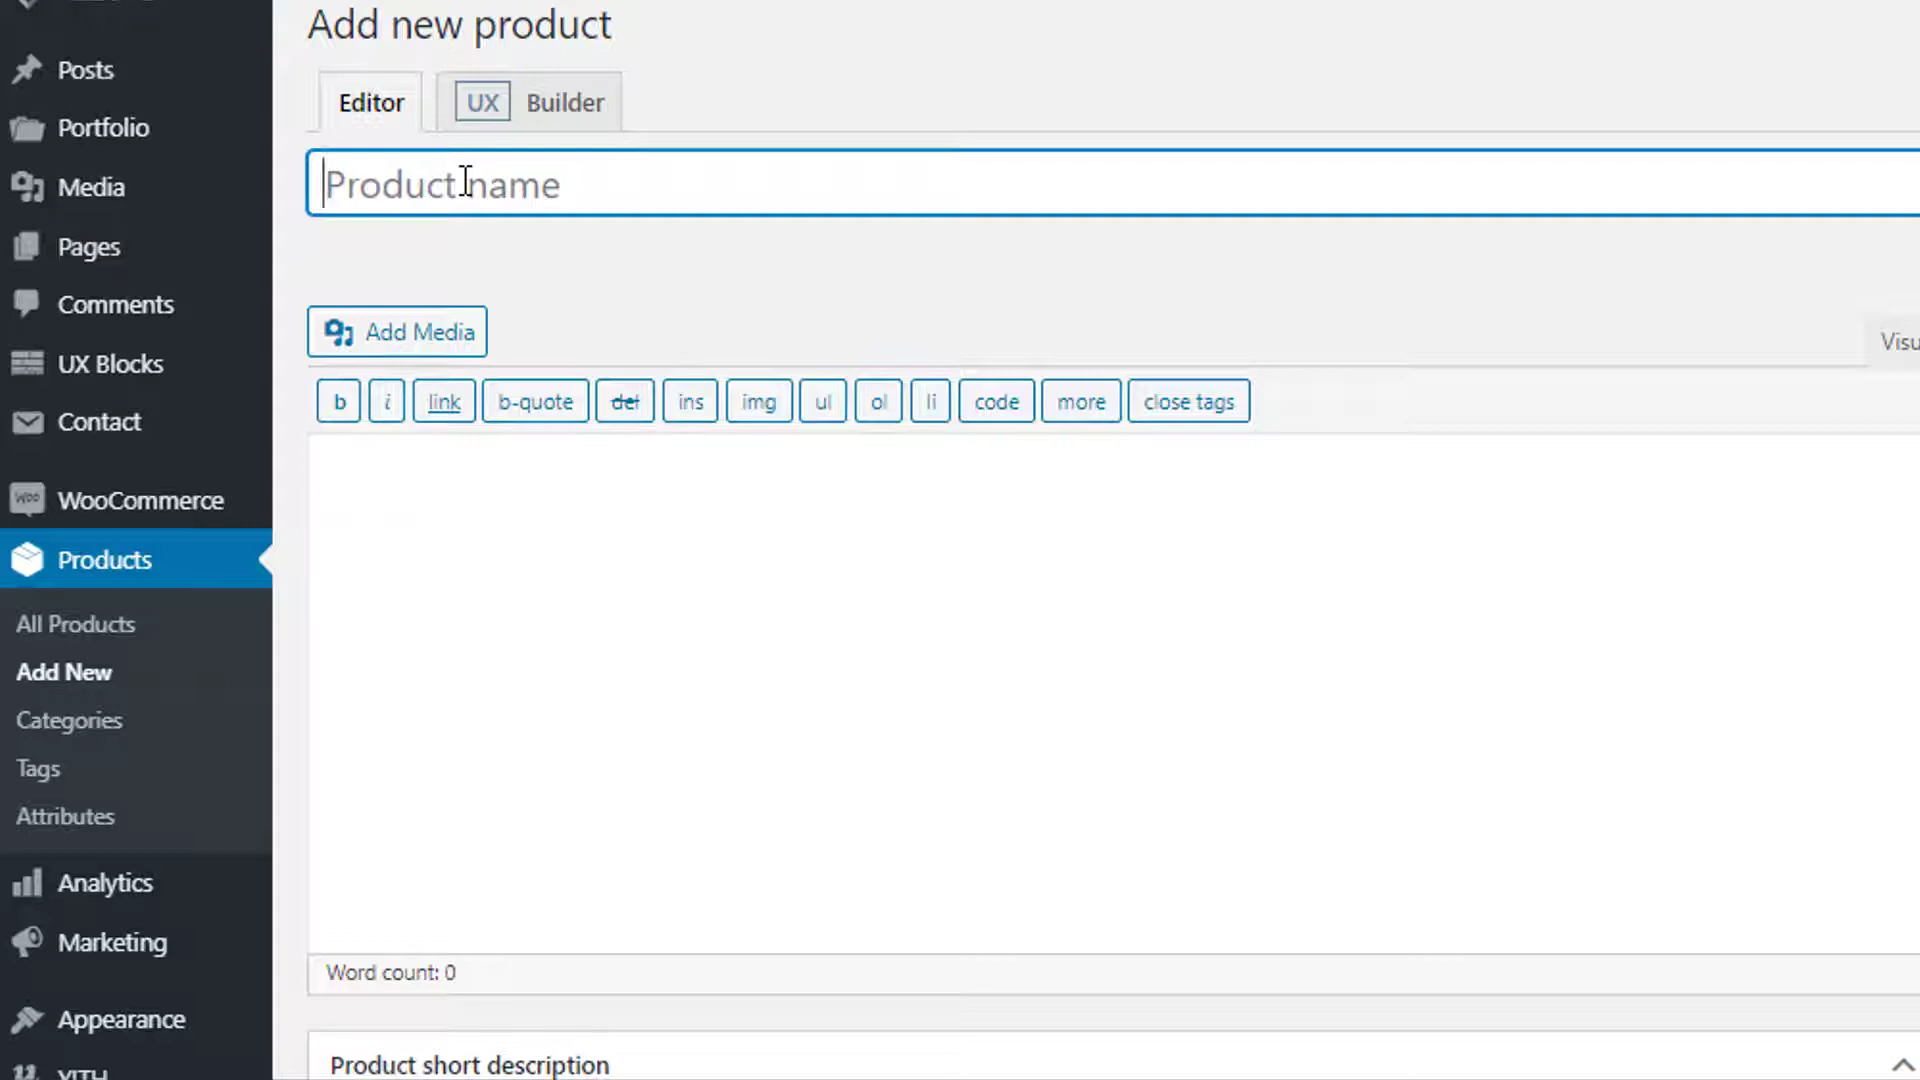 Add new product
Editor
UX Builder
Product name
Add Media
Visu
b
i
link
b-quote
del
ins
img
ul
ol
li
code
more
close tags
Word count: 0
Product short description
Posts
Portfolio
Media
Pages
Comments
UX Blocks
Contact
Woo WooCommerce
Products
All Products
Add New
Categories
Tags
Attributes
Analytics
Marketing
Appearance
YITH